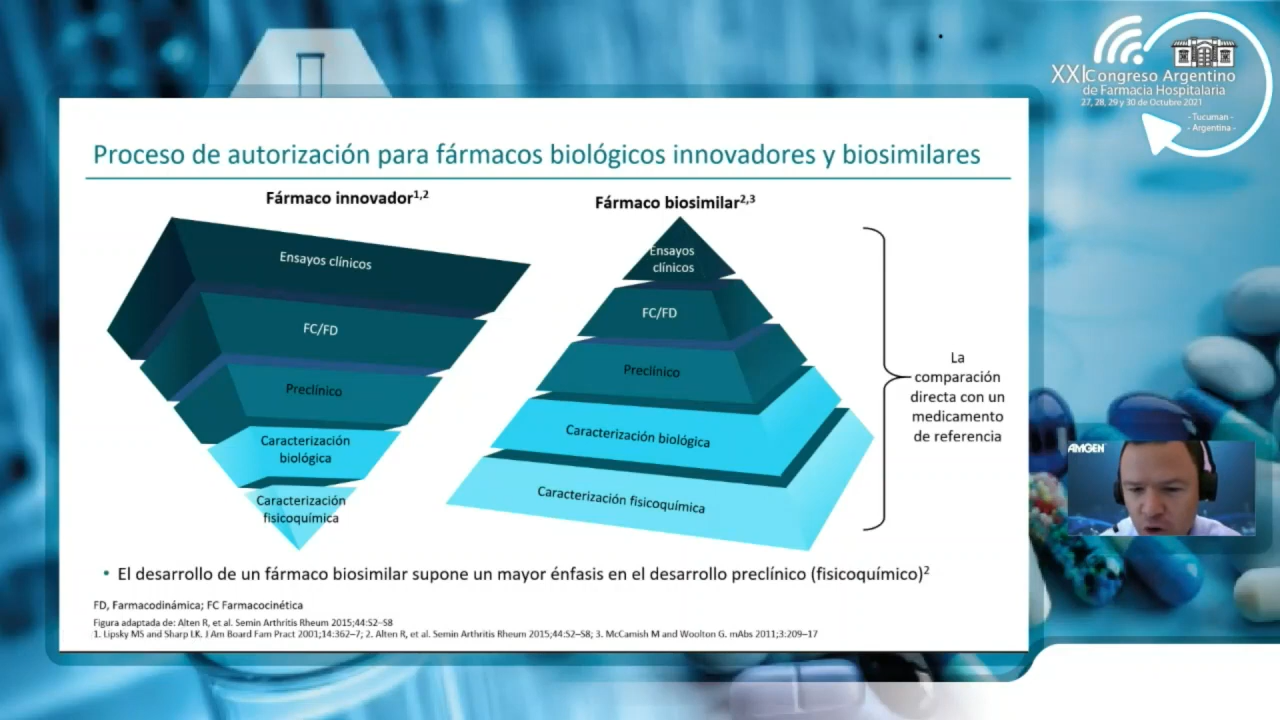 XXI Congreso Argentino
de Farmacia Hospitalaria
27, 28, 29 y 30 de Octubre 2021
- Tucuman -
- Argentina -
Proceso de autorización para fármacos biológicos innovadores y biosimilares
Fármaco innovador1,2
Ensayos clínicos
FC/FD
Preclínico
Caracterización
biológica
Caracterización
fisicoquímica
Fármaco biosimilar2,3
Ensayos
clínicos
FC/FD
Preclínico
Caracterización biológica
Caracterización fisicoquímica
La
comparación
directa con un
medicamento
de referencia
AMGEN
• El desarrollo de un fármaco biosimilar supone un mayor énfasis en el desarrollo preclínico (fisicoquímico)2
FD, Farmacodinámica; FC Farmacocinética
Figura adaptada de: Alten R, et al. Semin Arthritis Rheum 2015;44:S2–S8
1. Lipsky MS and Sharp LK. J Am Board Fam Pract 2001;14:362–7; 2. Alten R, et al. Semin Arthritis Rheum 2015;44:S2–S8; 3. McCamish M and Woolton G. mAbs 2011;3:209–17